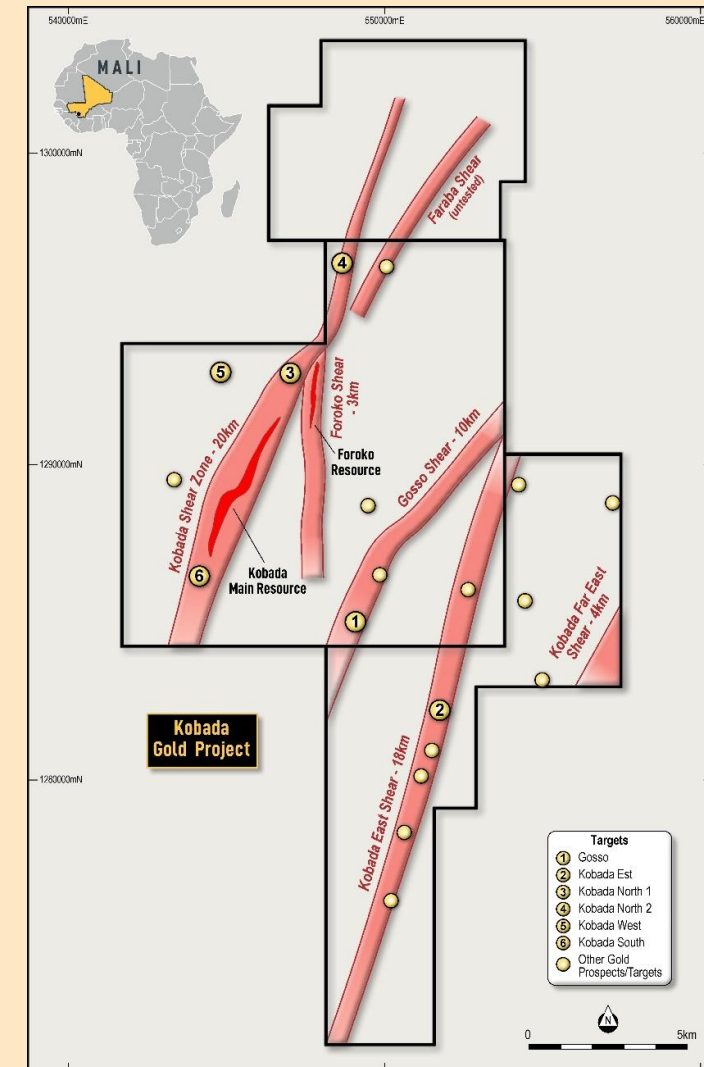 540000mE
550000mE
560000mE
MALI
1300000mN
Faraba Shear
(untested)
4
5
3
Foroko Shear
- 3km
Kobada Shear Zone - 20km
Foroko
Resource
1290000mN
Gosso Shear - 10km
6
Kobada
Main Resource
1
Kobada Far East
Shear - 4km
2
Kobada
Gold Project
1280000mN
Kobada East Shear - 18km
Targets
1 Gosso
2 Kobada Est
3 Kobada North 1
4 Kobada North 2
5 Kobada West
6 Kobada South
Other Gold
Prospects/Targets
N
0
5km